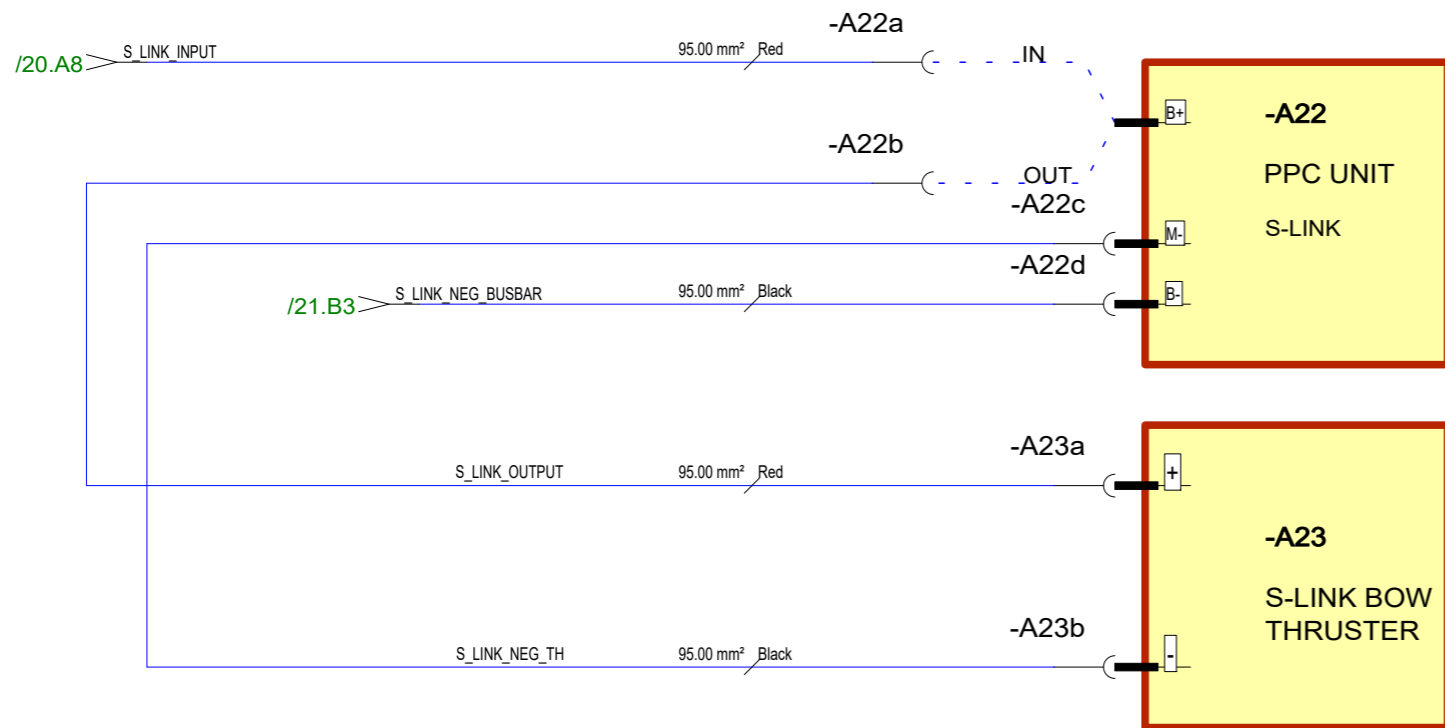 -A22a
/20.A8 S_LINK_INPUT 95.00 mm² Red IN
B+ -A22
-A22b
OUT PPC UNIT
-A22c
M- S-LINK
-A22d
/21.B3 S_LINK_NEG_BUSBAR 95.00 mm² Black B-
-A23a
S_LINK_OUTPUT 95.00 mm² Red +
-A23
S-LINK BOW
THRUSTER
-A23b
S_LINK_NEG_TH 95.00 mm² Black -